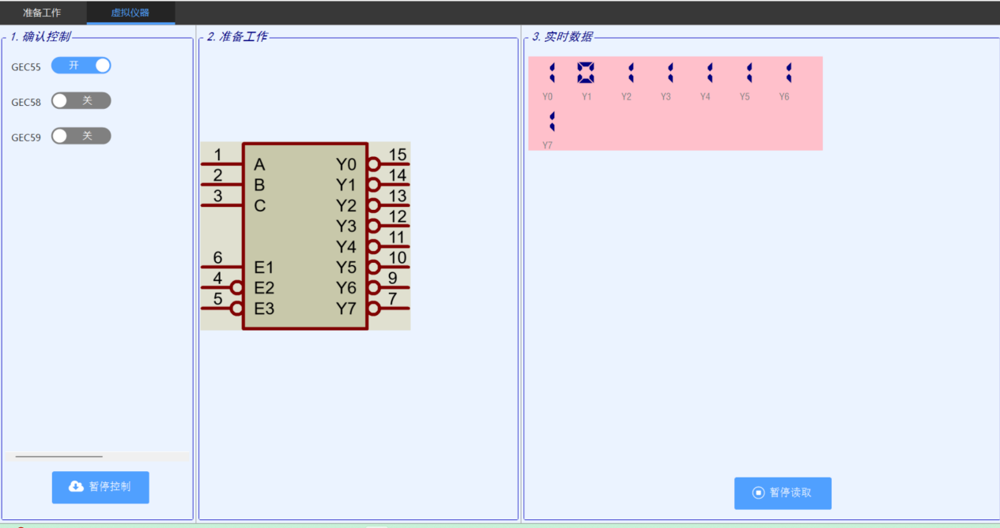 准备工作 虚拟仪器
1. 确认控制
GEC55 开
GEC58 关
GEC59 关
暂停控制
2. 准备工作
1 A Y0 15
2 B Y1 14
3 C Y2 13
Y3 12
Y4 11
6 E1 Y5 10
4 E2 Y6 9
5 E3 Y7 7
3. 实时数据
1 0 1 1 1 1 1
Y0 Y1 Y2 Y3 Y4 Y5 Y6
1
Y7
暂停读取